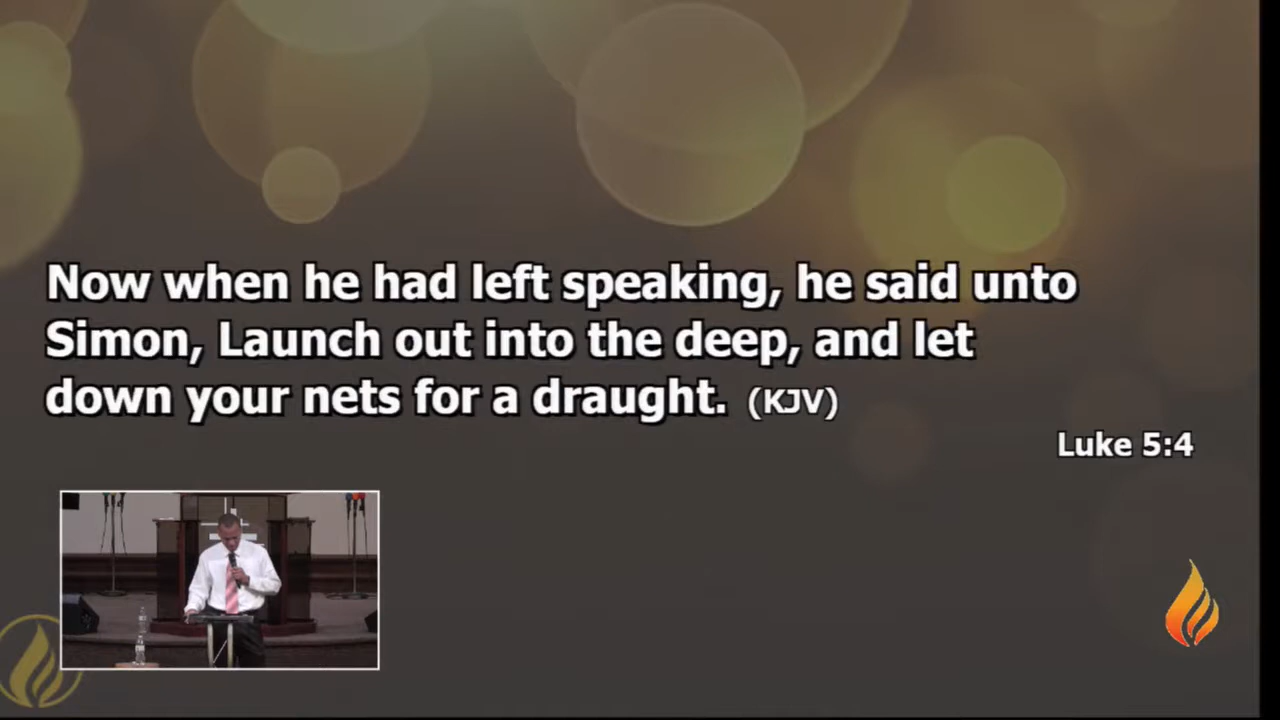 Now when he had left speaking, he said unto
Simon, Launch out into the deep, and let
down your nets for a draught. (KJV)
Luke 5:4